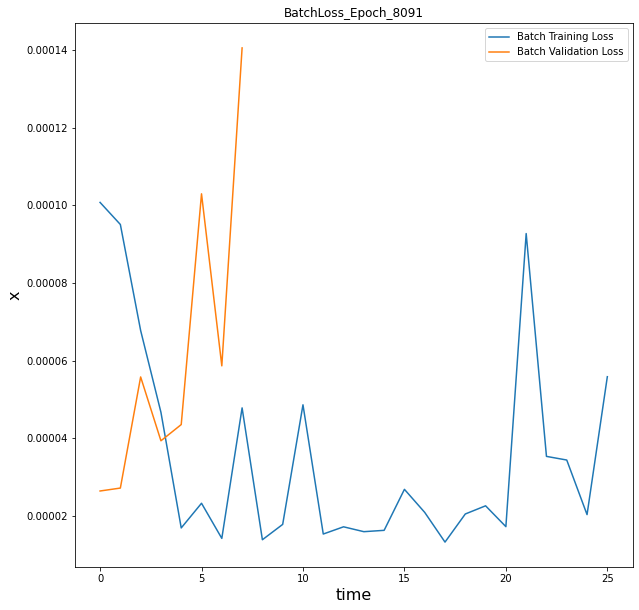 BatchLoss_Epoch_8091
Batch Training Loss
Batch Validation Loss
0.00014
0.00012
0.00010
0.00008
0.00006
0.00004
0.00002
x
0 5 10 15 20 25
time